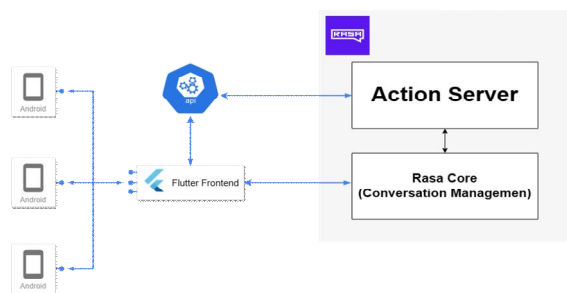 RASA
Action Server
api
Android
Flutter Frontend
Rasa Core
(Conversation Managemen)
Android
Android